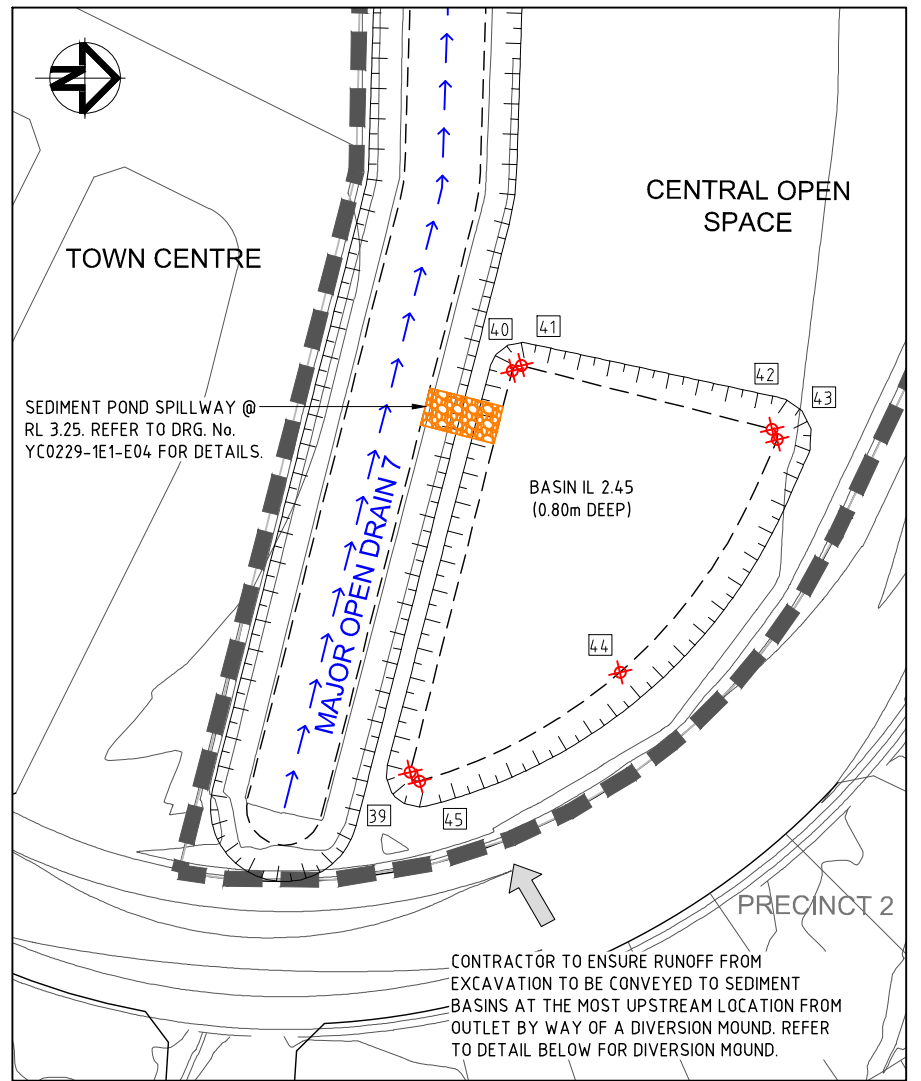 N
CENTRAL OPEN
SPACE
TOWN CENTRE
40
41
42
43
SEDIMENT POND SPILLWAY @
RL 3.25. REFER TO DRG. No.
YC0229-1E1-E04 FOR DETAILS.
BASIN IL 2.45
(0.80m DEEP)
MAJOR OPEN DRAIN 7
44
39
45
PRECINCT 2
CONTRACTOR TO ENSURE RUNOFF FROM
EXCAVATION TO BE CONVEYED TO SEDIMENT
BASINS AT THE MOST UPSTREAM LOCATION FROM
OUTLET BY WAY OF A DIVERSION MOUND. REFER
TO DETAIL BELOW FOR DIVERSION MOUND.